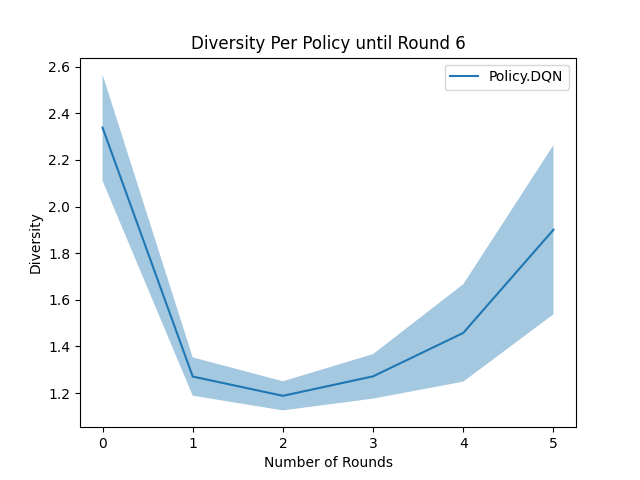 Diversity Per Policy until Round 6
Policy.DQN
2.6
2.4
2.2
2.0
1.8
1.6
1.4
1.2
Diversity
0 1 2 3 4 5
Number of Rounds